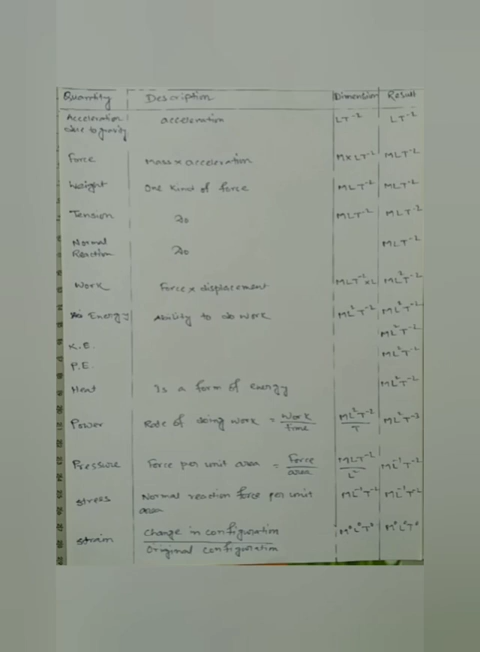 Quantity Description Dimension Result
Acceleration acceleration LT⁻² LT⁻²
due to gravity
Force Mass x acceleration M x LT⁻² MLT⁻²
Weight One kind of force MLT⁻² MLT⁻²
Tension Do MLT⁻² MLT⁻²
Normal Do MLT⁻²
Reaction
Work Force x displacement MLT⁻² x L ML²T⁻²
Energy Ability to do work ML²T⁻² ML²T⁻²
K.E. ML²T⁻²
P.E. ML²T⁻²
Heat Is a form of energy ML²T⁻²
Power Rate of doing work = work/time ML²T⁻²/T ML²T⁻³
Pressure Force per unit area = Force/area MLT⁻²/L² ML⁻¹T⁻²
Stress Normal reaction force per unit ML⁻¹T⁻² ML⁻¹T⁻²
area
Strain Change in configuration M⁰L⁰T⁰ M⁰L⁰T⁰
Original configuration